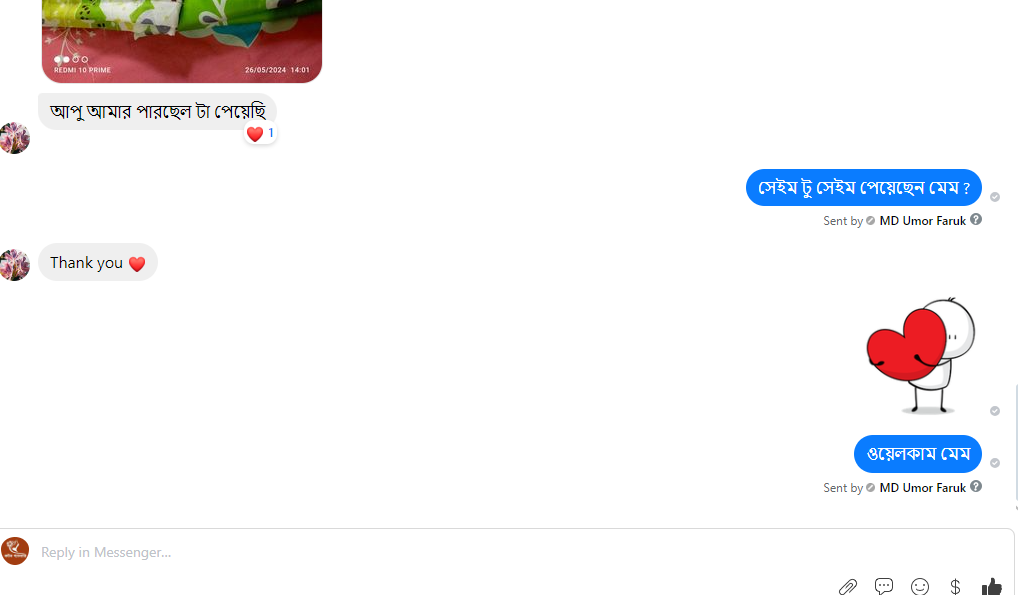 REDMI 10 PRIME
26/05/2024 14:01
আপু আমার পারছেল টা পেয়েছি
1
সেইম টু সেইম পেয়েছেন মেম ?
Sent by MD Umor Faruk
Thank you ❤️
ওয়েলকাম মেম
Sent by MD Umor Faruk
Reply in Messenger...